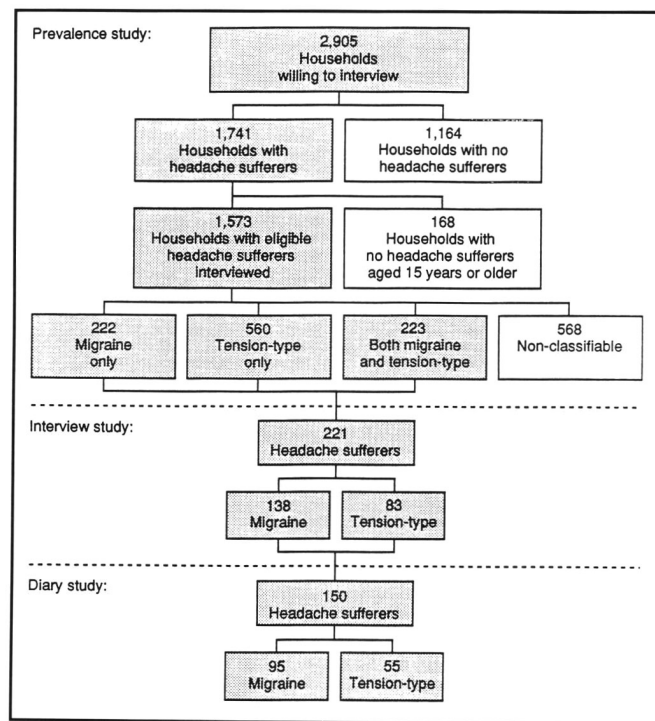 Prevalence study:
2,905
Households
willing to interview
1,741
Households with
headache sufferers
1,164
Households with no
headache sufferers
1,573
Households with eligible
headache sufferers
interviewed
168
Households with
no headache sufferers
aged 15 years or older
222
Migraine
only
560
Tension-type
only
223
Both migraine
and tension-type
568
Non-classifiable
Interview study:
221
Headache sufferers
138
Migraine
83
Tension-type
Diary study:
150
Headache sufferers
95
Migraine
55
Tension-type